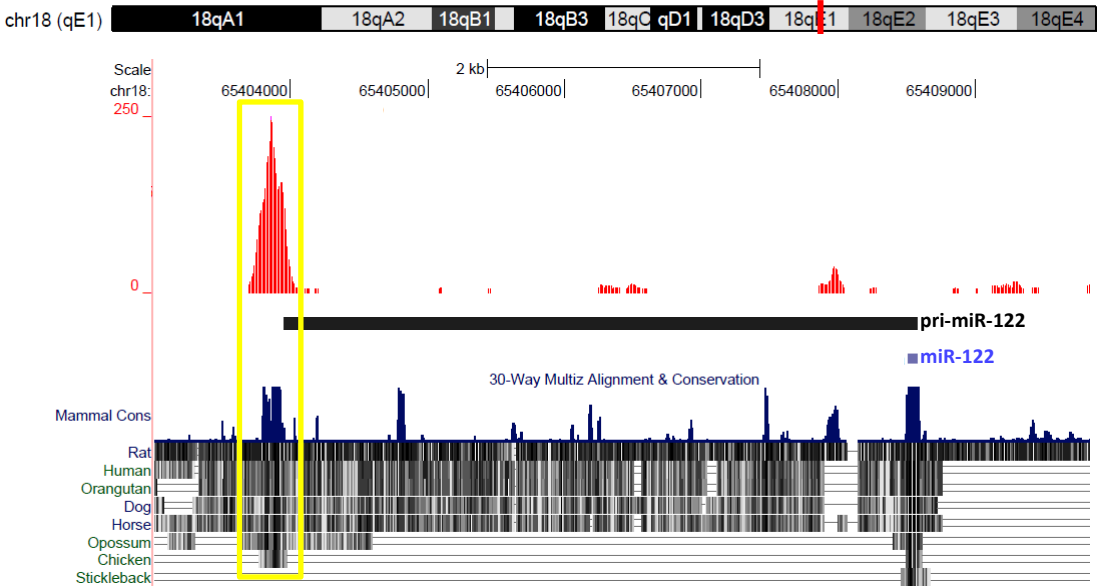 chr18 (qE1) 18qA1 18qA2 18qB1 18qB3 18qC qD1 18qD3 18qE1 18qE2 18qE3 18qE4
Scale 2 kb
chr18: 65404000 65405000 65406000 65407000 65408000 65409000
250
0
pri-miR-122
miR-122
30-Way Multiz Alignment & Conservation
Mammal Cons
Rat
Human
Orangutan
Dog
Horse
Opossum
Chicken
Stickleback